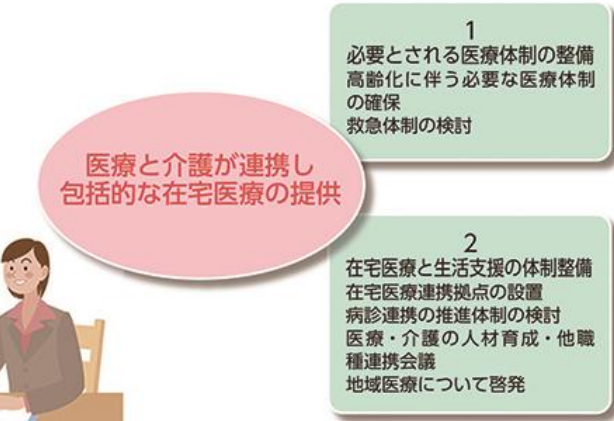 医療と介護が連携し
包括的な在宅医療の提供
1
必要とされる医療体制の整備
高齢化に伴う必要な医療体制
の確保
救急体制の検討
2
在宅医療と生活支援の体制整備
在宅医療連携拠点の設置
病診連携の推進体制の検討
医療・介護の人材育成・他職
種連携会議
地域医療について啓発